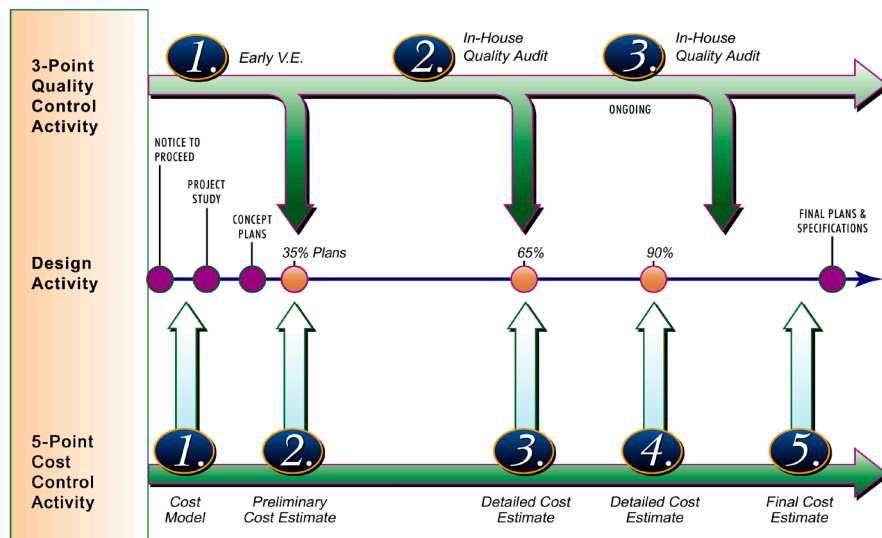 3-Point
Quality
Control
Activity
1.
Early V.E.
2.
In-House
Quality Audit
3.
In-House
Quality Audit
ONGOING
NOTICE TO
PROCEED
PROJECT
STUDY
CONCEPT
PLANS
35% Plans
65%
90%
FINAL PLANS &
SPECIFICATIONS
Design
Activity
5-Point
Cost
Control
Activity
1.
2.
3.
4.
5.
Cost
Model
Preliminary
Cost Estimate
Detailed Cost
Estimate
Detailed Cost
Estimate
Final Cost
Estimate